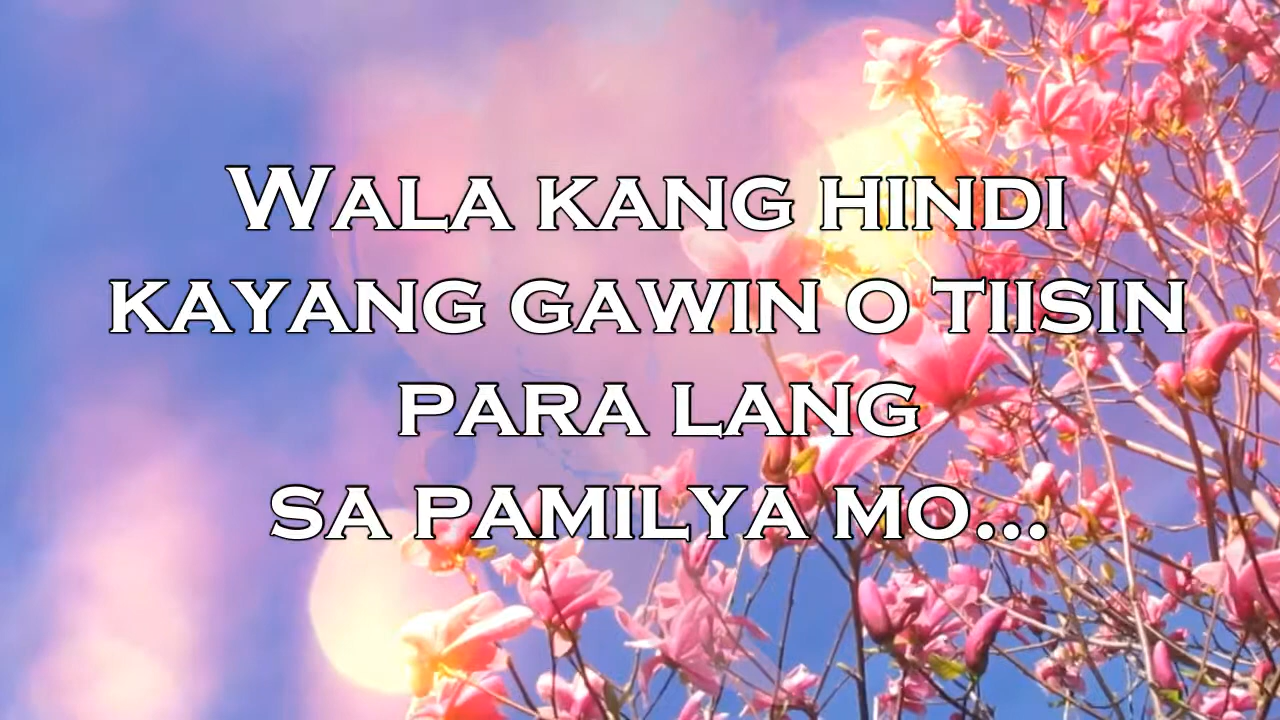 Wala kang hindi
kayang gawin o tiisin
para lang
sa pamilya mo...